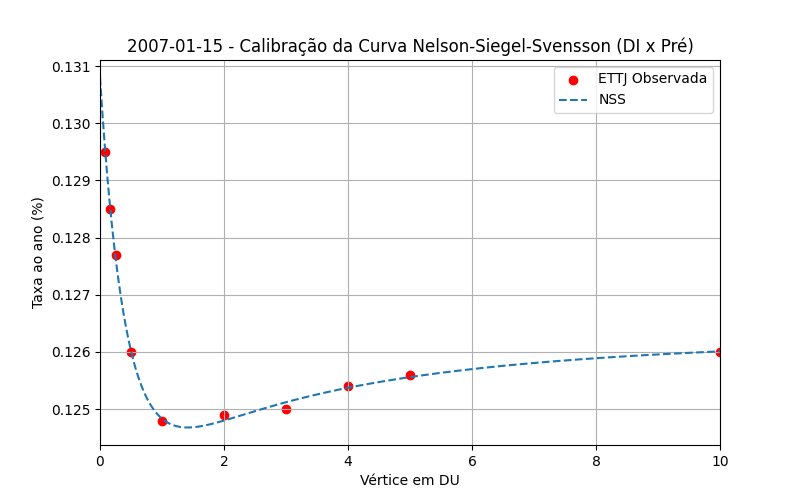 2007-01-15 - Calibração da Curva Nelson-Siegel-Svensson (DI x Pré)
ETTJ Observada
NSS
Taxa ao ano (%)
0.131
0.130
0.129
0.128
0.127
0.126
0.125
0 2 4 6 8 10
Vértice em DU